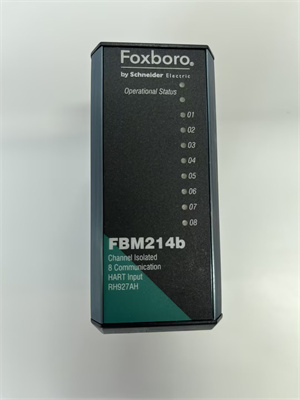 Foxboro®
by Schneider Electric
Operational Status
01
02
03
04
05
06
07
08
FBM214b
Channel Isolated
8 Communication
HART Input
RH927AH